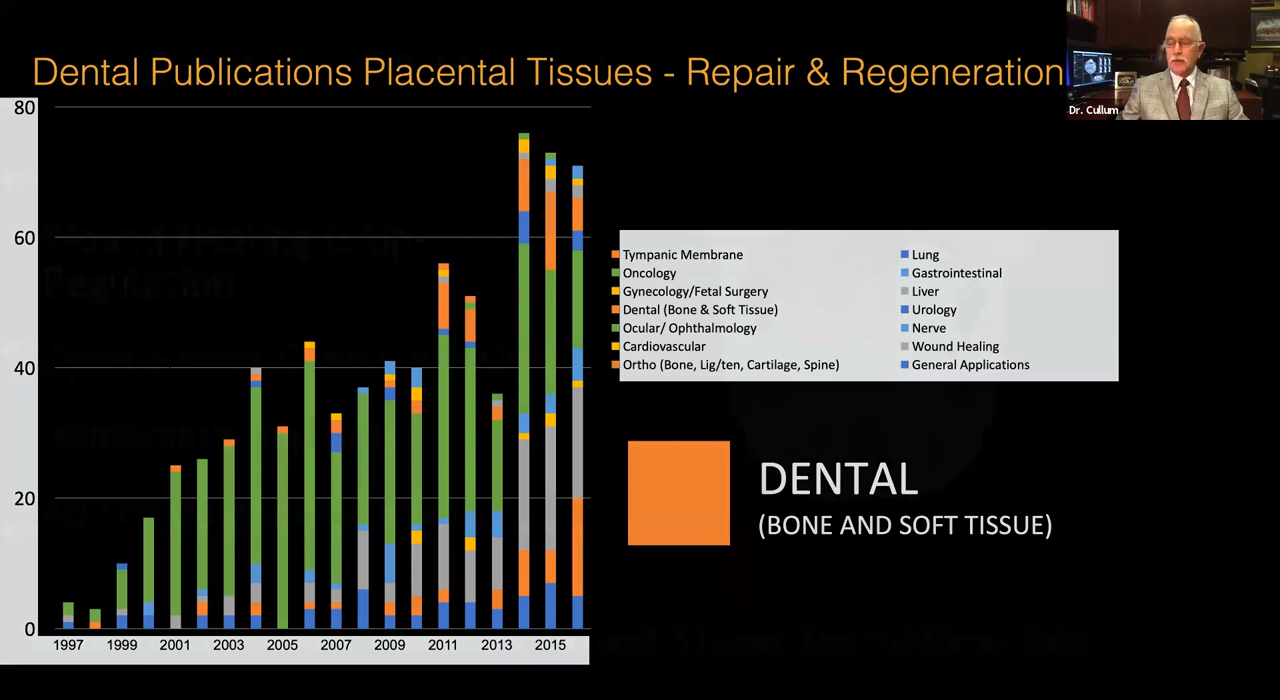 Dental Publications Placental Tissues - Repair & Regeneration
Dr. Cullum
80
60
40
20
0
1997 1999 2001 2003 2005 2007 2009 2011 2013 2015
Tympanic Membrane Lung
Oncology Gastrointestinal
Gynecology/Fetal Surgery Liver
Dental (Bone & Soft Tissue) Urology
Ocular/ Ophthalmology Nerve
Cardiovascular Wound Healing
Ortho (Bone, Lig/ten, Cartilage, Spine) General Applications
DENTAL
(BONE AND SOFT TISSUE)